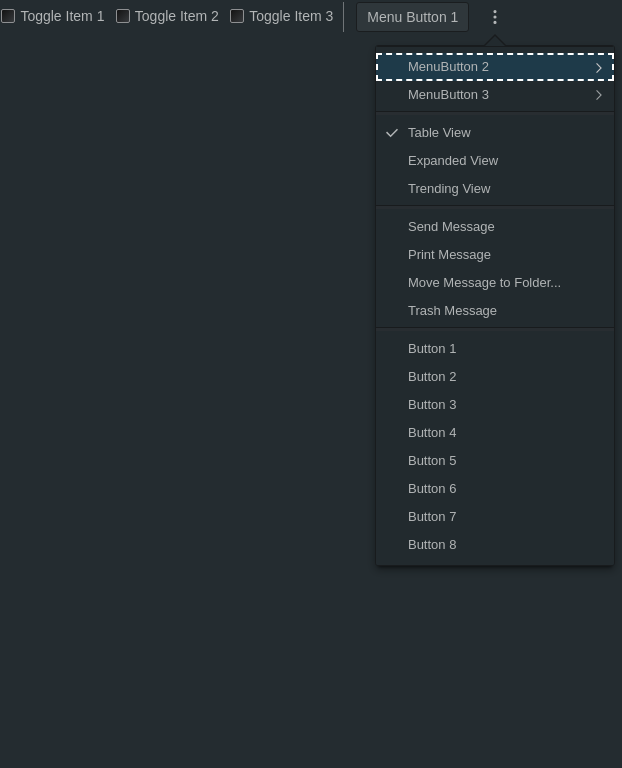 Toggle Item 1 Toggle Item 2 Toggle Item 3 Menu Button 1
MenuButton 2
MenuButton 3
Table View
Expanded View
Trending View
Send Message
Print Message
Move Message to Folder...
Trash Message
Button 1
Button 2
Button 3
Button 4
Button 5
Button 6
Button 7
Button 8